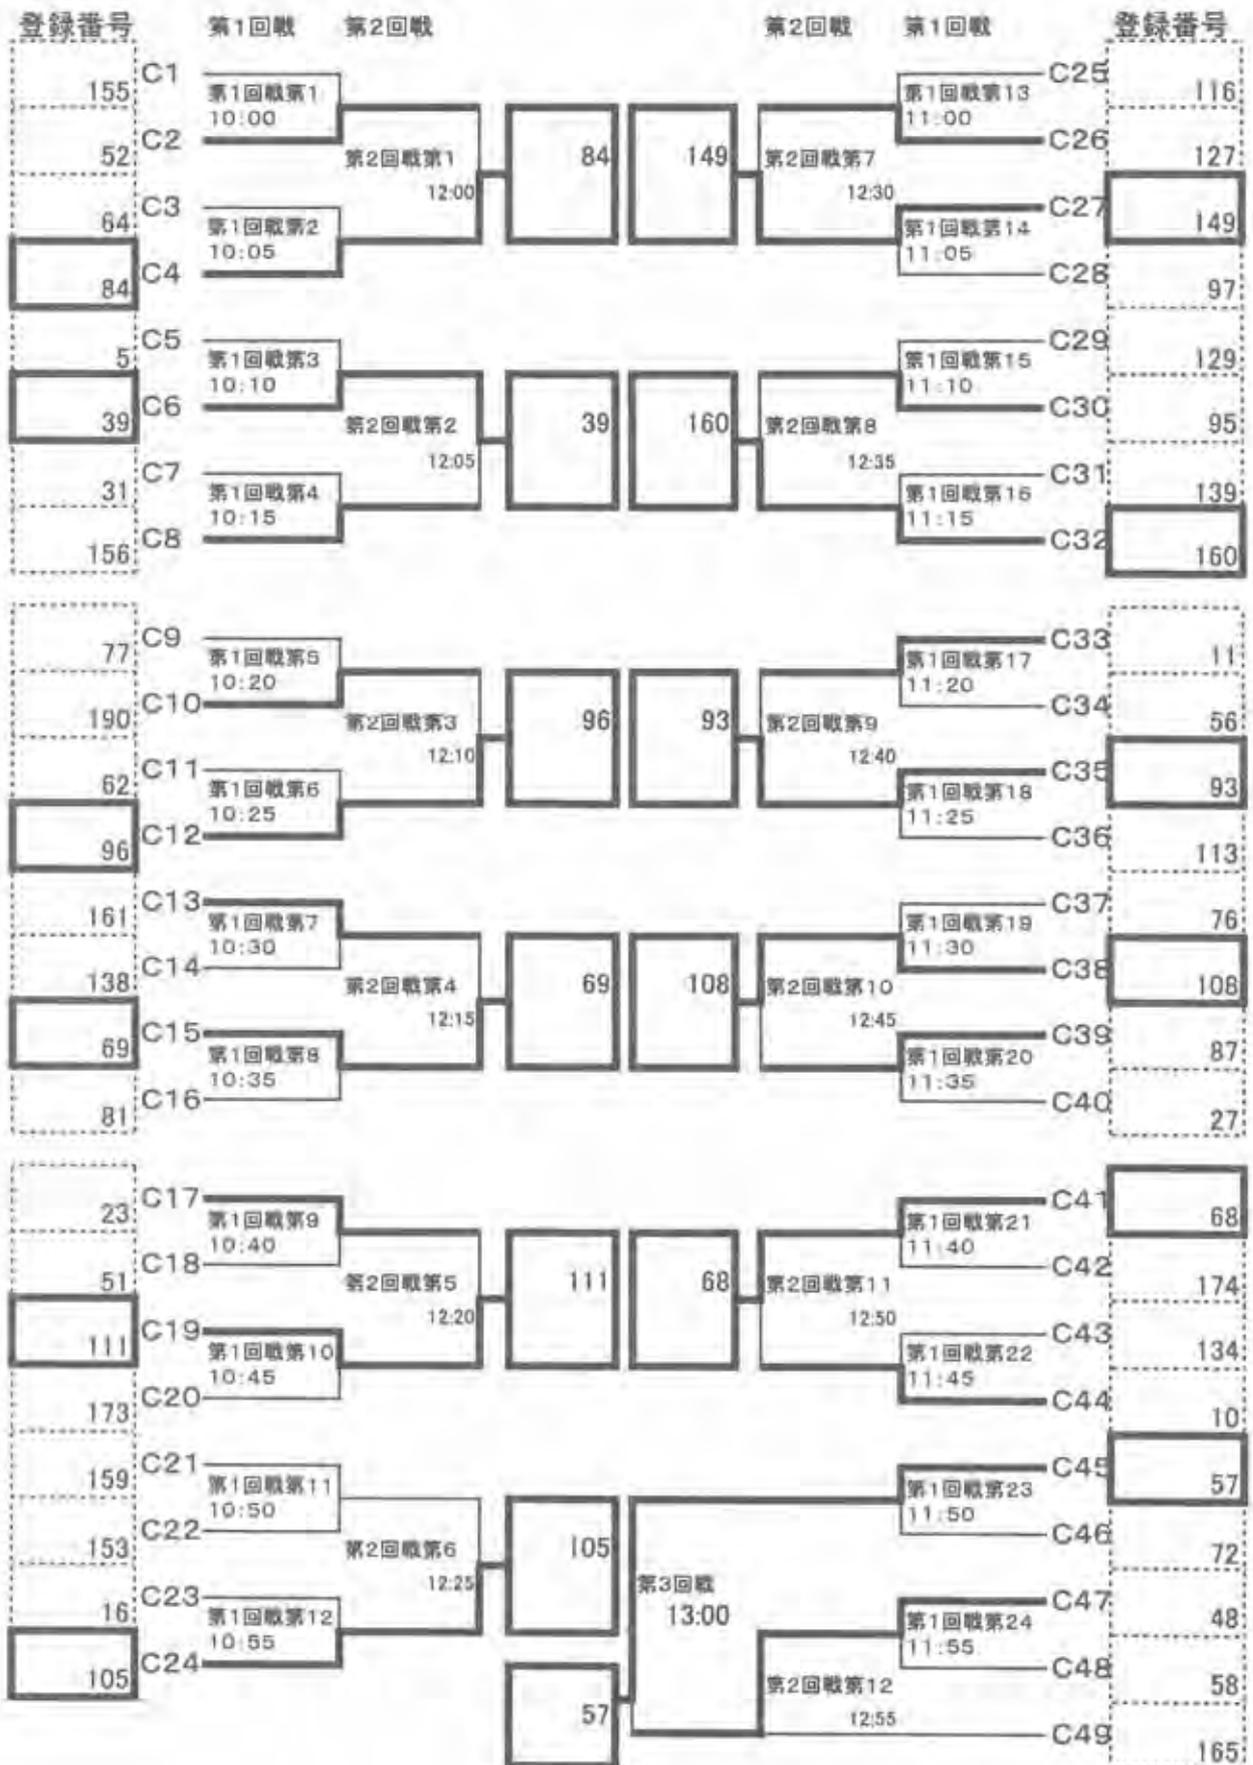 登録番号 第1回戦 第2回戦 第2回戦 第1回戦 登録番号
155 C1 C25 116
第1回戦第1 第1回戦第13
10:00 11:00
52 C2 C26 127
第2回戦第1 84 149 第2回戦第7
12:00 12:30
64 C3 C27 149
第1回戦第2 第1回戦第14
10:05 11:05
84 C4 C28 97
5 C5 C29 129
第1回戦第3 第1回戦第15
10:10 11:10
39 C6 C30 95
第2回戦第2 39 160 第2回戦第8
12:05 12:35
31 C7 C31 139
第1回戦第4 第1回戦第16
10:15 11:15
156 C8 C32 160
77 C9 C33 11
第1回戦第5 第1回戦第17
10:20 11:20
190 C10 C34 56
第2回戦第3 96 93 第2回戦第9
12:10 12:40
62 C11 C35 93
第1回戦第6 第1回戦第18
10:25 11:25
96 C12 C36 113
161 C13 C37 76
第1回戦第7 第1回戦第19
10:30 11:30
138 C14 C38 108
第2回戦第4 69 108 第2回戦第10
12:15 12:45
69 C15 C39 87
第1回戦第8 第1回戦第20
10:35 11:35
81 C16 C40 27
23 C17 C41 68
第1回戦第9 第1回戦第21
10:40 11:40
51 C18 C42 174
第2回戦第5 111 68 第2回戦第11
12:20 12:50
111 C19 C43 134
第1回戦第10 第1回戦第22
10:45 11:45
173 C20 C44 10
159 C21 C45 57
第1回戦第11 第1回戦第23
10:50 11:50
153 C22 C46 72
第2回戦第6 105
12:25
第3回戦
13:00
16 C23 C47 48
第1回戦第12 第1回戦第24
10:55 11:55
105 C24 C48 58
57 第2回戦第12
12:55
C49 165